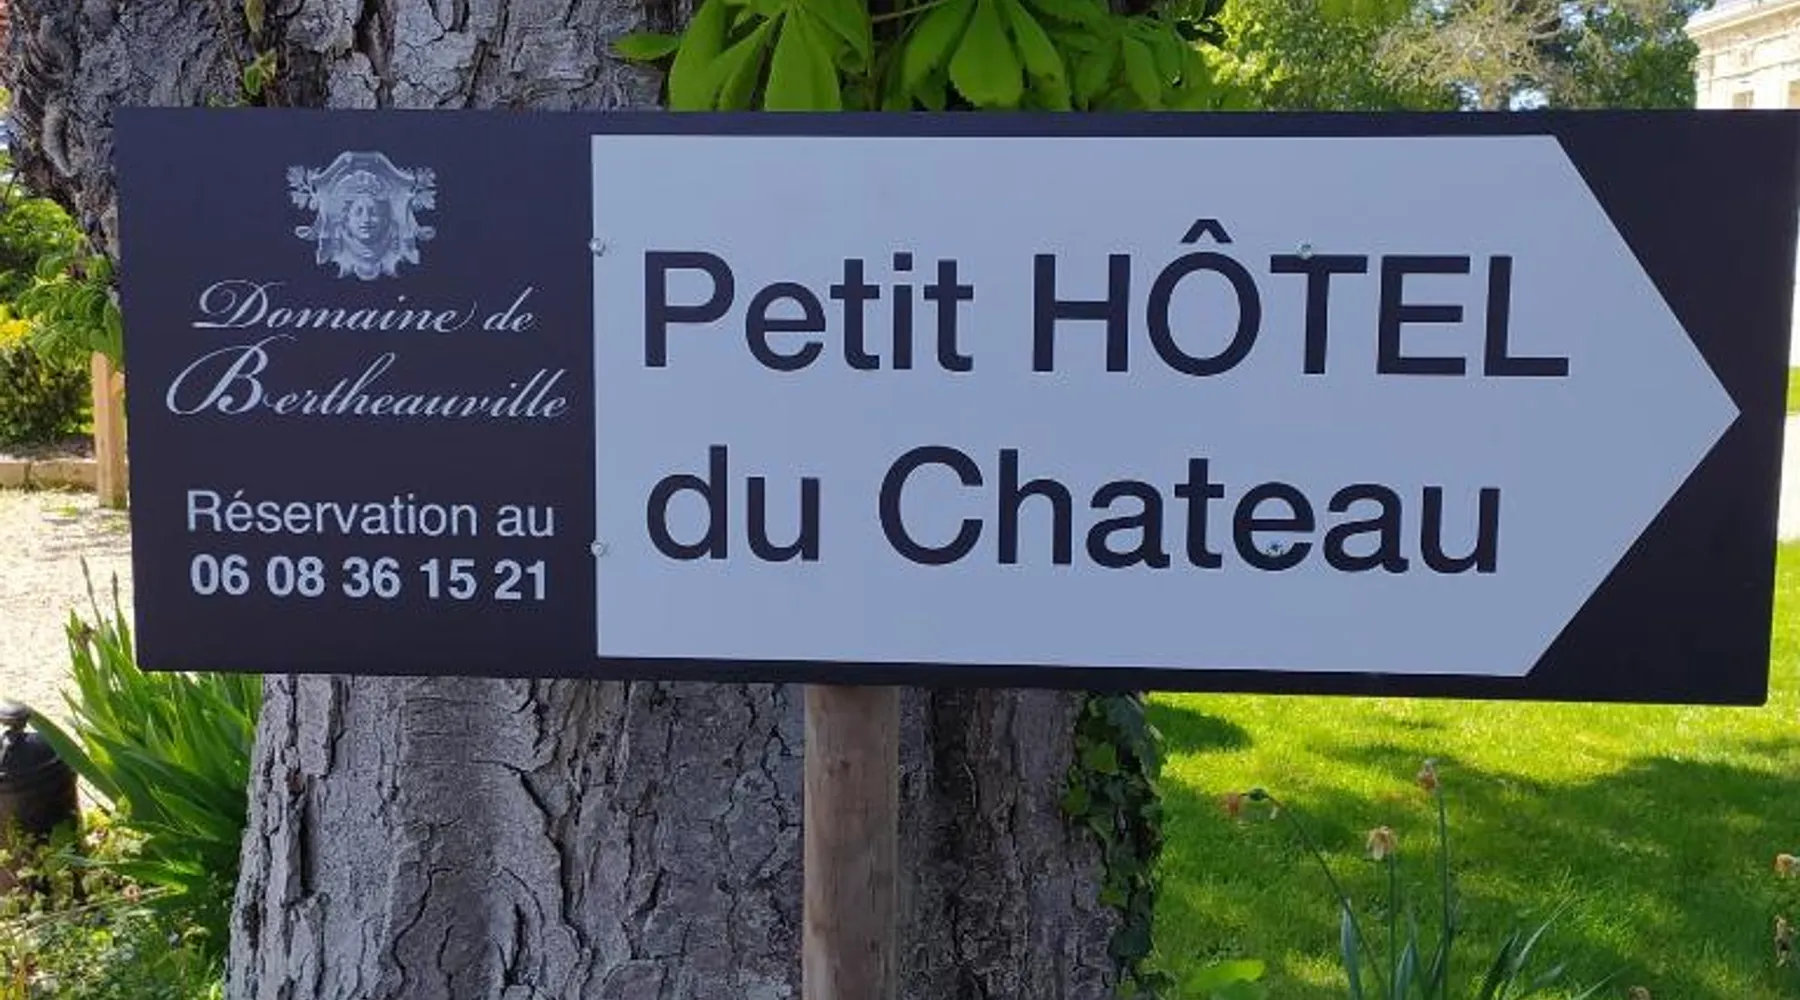 Domaine de
Bertheauville
Réservation au
06 08 36 15 21
Petit HÔTEL
du Chateau